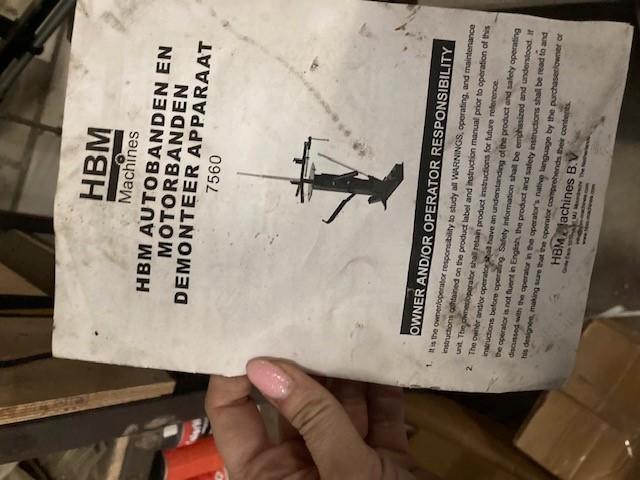 HBM
Machines
HBM AUTOBANDEN EN
MOTORBANDEN
DEMONTEER APPARAAT
7560
OWNER AND/OR OPERATOR RESPONSIBILITY
1. It is the owner/operator responsibility to study all WARNINGS, operating, and maintenance
instructions contained on the product label and instruction manual prior to operation of this
unit. The owner/operator shall retain product instructions for future reference.
2. The owner and/or operator shall have an understanding of the product and safety operating
instructions before operating. Safety information shall be emphasized and understood. If
the operator is not fluent in English, the product and safety instructions shall be read to and
discussed with the operator in the operator's native language by the purchaser/owner or
his designee, making sure that the operator comprehends their contents.
HBM Machines B.V
The Netherlands